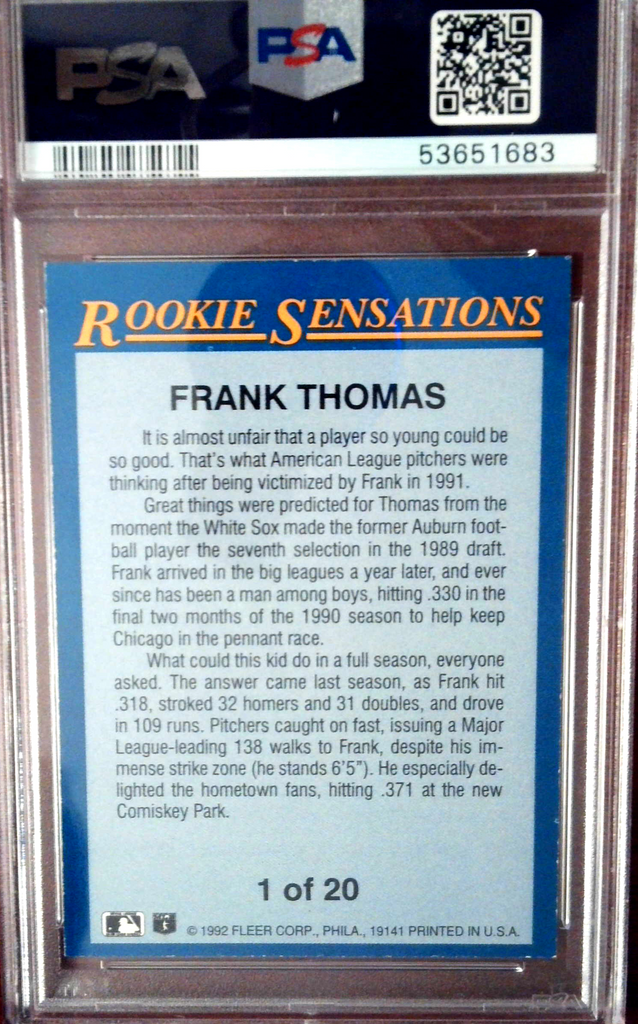 PSA PSA
53651683
ROOKIE SENSATIONS
FRANK THOMAS
It is almost unfair that a player so young could be
so good. That's what American League pitchers were
thinking after being victimized by Frank in 1991.
Great things were predicted for Thomas from the
moment the White Sox made the former Auburn foot-
ball player the seventh selection in the 1989 draft.
Frank arrived in the big leagues a year later, and ever
since has been a man among boys, hitting .330 in the
final two months of the 1990 season to help keep
Chicago in the pennant race.
What could this kid do in a full season, everyone
asked. The answer came last season, as Frank hit
.318, stroked 32 homers and 31 doubles, and drove
in 109 runs. Pitchers caught on fast, issuing a Major
League-leading 138 walks to Frank, despite his im-
mense strike zone (he stands 6'5"). He especially de-
lighted the hometown fans, hitting .371 at the new
Comiskey Park.
1 of 20
© 1992 FLEER CORP., PHILA., 19141 PRINTED IN U.S.A.
PSA